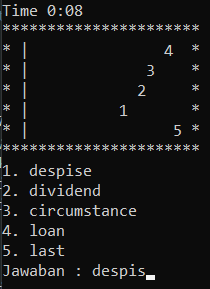 Time 0:08
**********************
* |               4  *
* |             3    *
* |            2     *
* |          1       *
* |                5 *
**********************
1. despise
2. dividend
3. circumstance
4. loan
5. last
Jawaban : despis